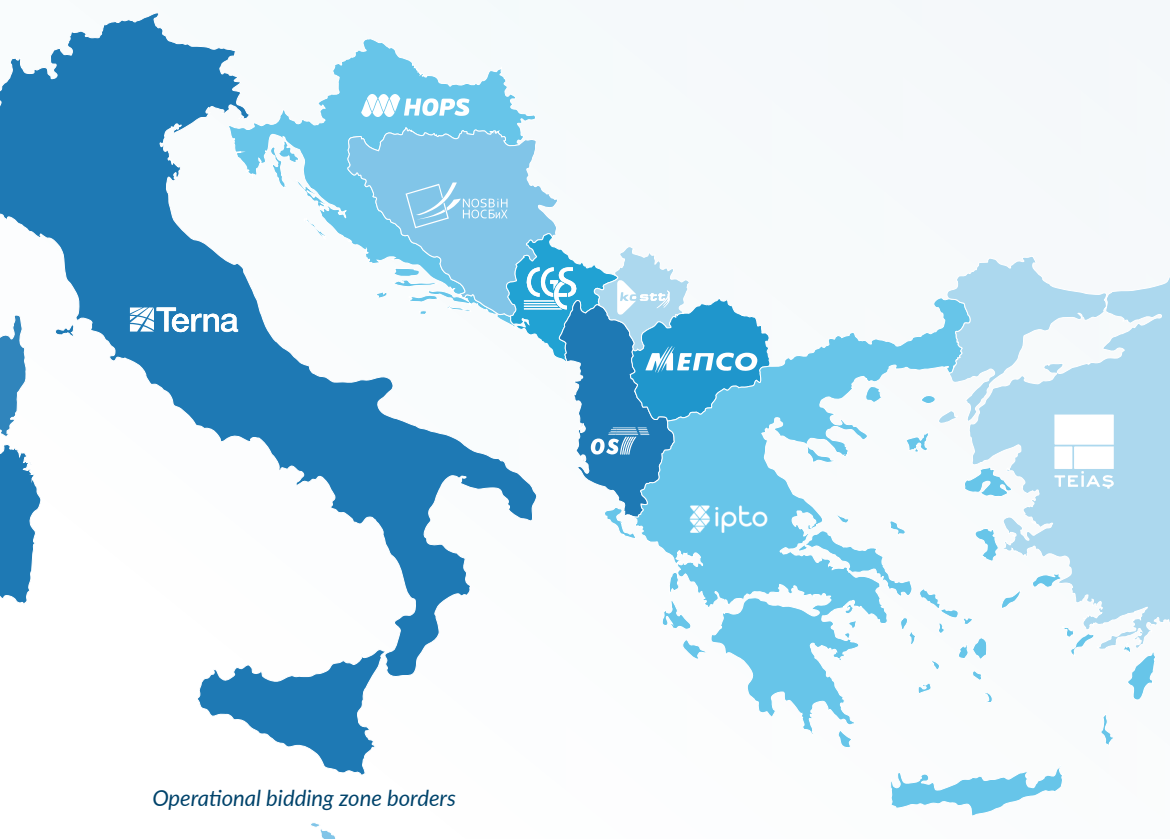 HOPS
NOSBiH
НОСБиХ
CGES
kostt
Terna
МЕПСО
OST
ipto
TEİAŞ
Operational bidding zone borders